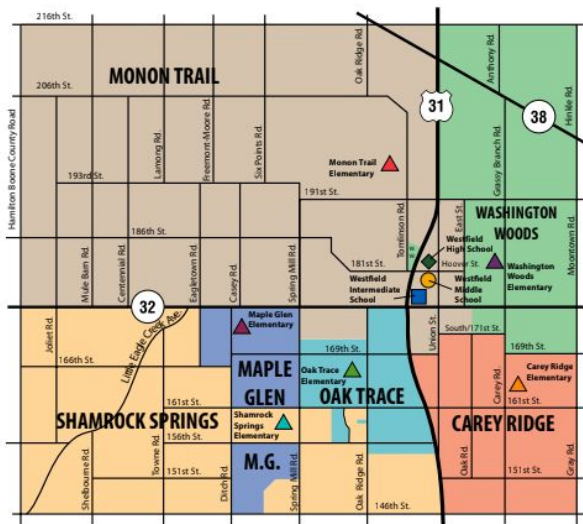 216th St.
MONON TRAIL
Oak Ridge Rd.
Anthony Rd.
Hinkle Rd.
206th St.
31
38
Hamilton Boone County Road
Lamong Rd.
Freemont-Moore Rd.
Six Points Rd.
Grassy Branch Rd.
Monon Trail
Elementary
193rd St.
191st St.
Tomlinson Rd.
East St.
WASHINGTON
WOODS
186th St.
Westfield
High School
Mule Barn Rd.
Centennial Rd.
Eagletown Rd.
Casey Rd.
Spring Mill Rd.
181st St.
Hoover St.
Moontown Rd.
Washington
Woods
Elementary
Westfield
Intermediate
School
Westfield
Middle
School
32
Joliet Rd.
Little Eagle Creek Ave.
Maple Glen
Elementary
Union St.
South/171st St.
166th St.
169th St.
169th St.
MAPLE
GLEN
Oak Trace
Elementary
OAK TRACE
Carey Rd.
Carey Ridge
Elementary
161st St.
161st St.
SHAMROCK SPRINGS
Shamrock
Springs
Elementary
CAREY RIDGE
156th St.
Shelbourne Rd.
Towne Rd.
151st St.
Ditch Rd.
M.G.
Spring Mill Rd.
Oak Ridge Rd.
146th St.
Oak Rd.
151st St.
Gray Rd.